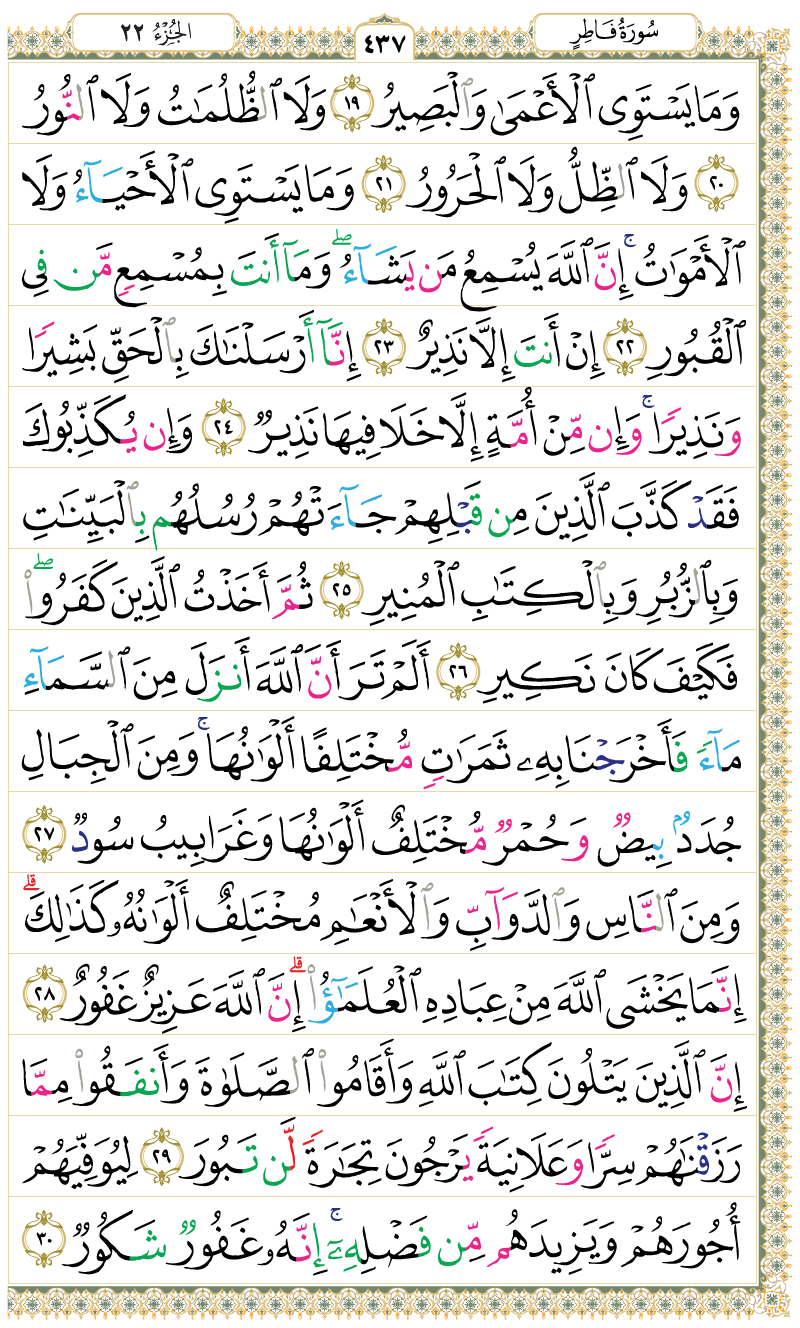 سُورَةُ فَاطِرٍ ٤٣٧ الجُزْءُ ٢٢
وَمَا يَسْتَوِى ٱلْأَعْمَىٰ وَٱلْبَصِيرُ ١٩ وَلَا ٱلظُّلُمَٰتُ وَلَا ٱلنُّورُ
٢٠ وَلَا ٱلظِّلُّ وَلَا ٱلْحَرُورُ ٢١ وَمَا يَسْتَوِى ٱلْأَحْيَآءُ وَلَا
ٱلْأَمْوَٰتُ ۚ إِنَّ ٱللَّهَ يُسْمِعُ مَن يَشَآءُ ۖ وَمَآ أَنتَ بِمُسْمِعٍ مَّن فِى
ٱلْقُبُورِ ٢٢ إِنْ أَنتَ إِلَّا نَذِيرٌ ٢٣ إِنَّآ أَرْسَلْنَٰكَ بِٱلْحَقِّ بَشِيرًا
وَنَذِيرًا ۚ وَإِن مِّنْ أُمَّةٍ إِلَّا خَلَا فِيهَا نَذِيرٌ ٢٤ وَإِن يُكَذِّبُوكَ
فَقَدْ كَذَّبَ ٱلَّذِينَ مِن قَبْلِهِمْ جَآءَتْهُمْ رُسُلُهُم بِٱلْبَيِّنَٰتِ
وَبِٱلزُّبُرِ وَبِٱلْكِتَٰبِ ٱلْمُنِيرِ ٢٥ ثُمَّ أَخَذْتُ ٱلَّذِينَ كَفَرُوا۟ ۖ
فَكَيْفَ كَانَ نَكِيرِ ٢٦ أَلَمْ تَرَ أَنَّ ٱللَّهَ أَنزَلَ مِنَ ٱلسَّمَآءِ
مَآءً فَأَخْرَجْنَا بِهِۦ ثَمَرَٰتٍ مُّخْتَلِفًا أَلْوَٰنُهَا ۚ وَمِنَ ٱلْجِبَالِ
جُدَدٌۢ بِيضٌ وَحُمْرٌ مُّخْتَلِفٌ أَلْوَٰنُهَا وَغَرَابِيبُ سُودٌ ٢٧
وَمِنَ ٱلنَّاسِ وَٱلدَّوَآبِّ وَٱلْأَنْعَٰمِ مُخْتَلِفٌ أَلْوَٰنُهُۥ كَذَٰلِكَ ۗ
إِنَّمَا يَخْشَى ٱللَّهَ مِنْ عِبَادِهِ ٱلْعُلَمَٰٓؤُا۟ ۗ إِنَّ ٱللَّهَ عَزِيزٌ غَفُورٌ ٢٨
إِنَّ ٱلَّذِينَ يَتْلُونَ كِتَٰبَ ٱللَّهِ وَأَقَامُوا۟ ٱلصَّلَوٰةَ وَأَنفَقُوا۟ مِمَّا
رَزَقْنَٰهُمْ سِرًّا وَعَلَانِيَةً يَرْجُونَ تِجَٰرَةً لَّن تَبُورَ ٢٩ لِيُوَفِّيَهُمْ
أُجُورَهُمْ وَيَزِيدَهُم مِّن فَضْلِهِۦٓ ۚ إِنَّهُۥ غَفُورٌ شَكُورٌ ٣٠